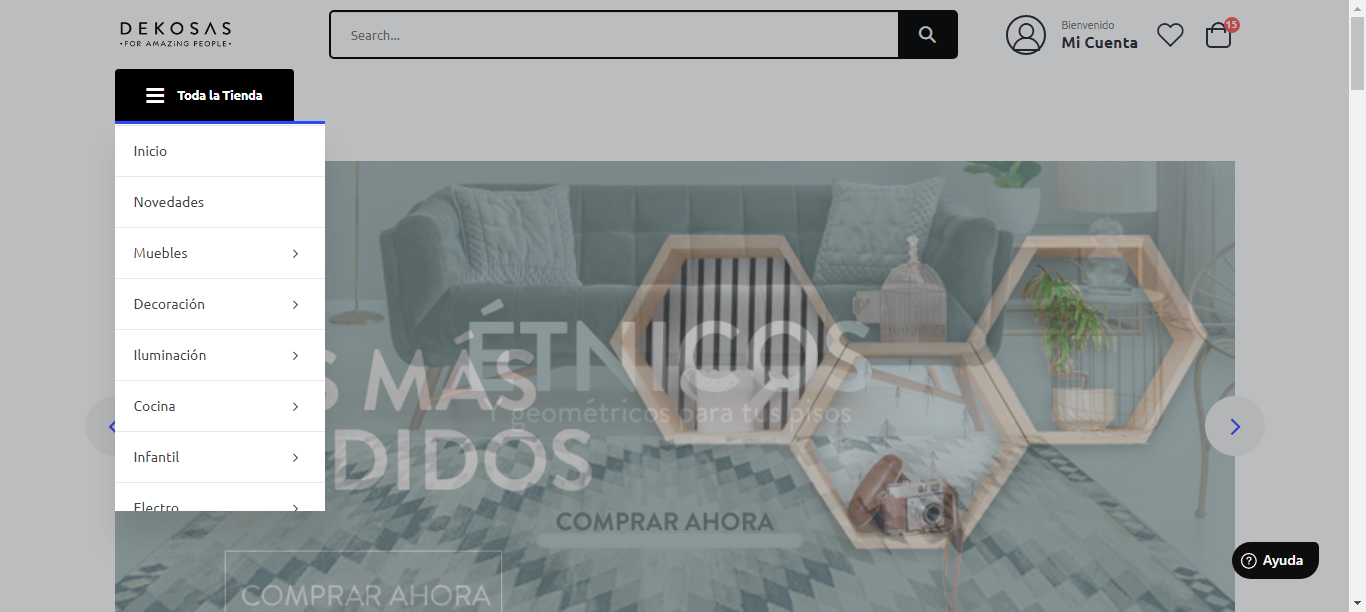 DEKOSAS
•FOR AMAZING PEOPLE•
Search...
Bienvenido
Mi Cuenta
15
Toda la Tienda
Inicio
Novedades
Muebles
Decoración
Iluminación
Cocina
Infantil
Electro
ÉTNICOS
Y geométricos para tus pisos
COMPRAR AHORA
MÁS
DIDOS
COMPRAR AHORA
Ayuda